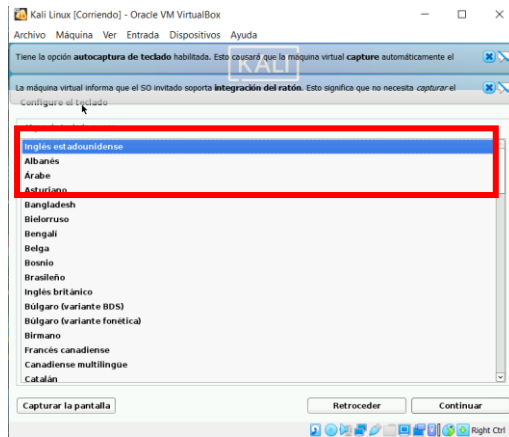 Kali Linux [Corriendo] - Oracle VM VirtualBox
Archivo Máquina Ver Entrada Dispositivos Ayuda
Tiene la opción autocaptura de teclado habilitada. Esto causará que la máquina virtual capture automáticamente el
KALI
La máquina virtual informa que el SO invitado soporta integración del ratón. Esto significa que no necesita capturar el
Configure el teclado
Inglés estadounidense
Albanés
Árabe
Asturiano
Bangladesh
Bielorruso
Bengalí
Belga
Bosnio
Brasileño
Inglés británico
Búlgaro (variante BDS)
Búlgaro (variante fonética)
Birmano
Francés canadiense
Canadiense multilingüe
Catalán
Capturar la pantalla
Retroceder
Continuar
Right Ctrl